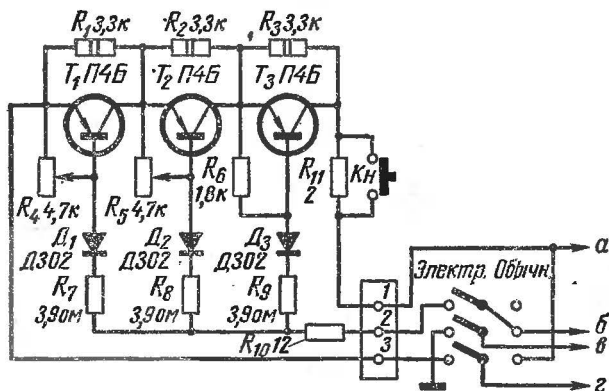 R₁ 3,3к R₂ 3,3к R₃ 3,3к
T₁ П4Б T₂ П4Б T₃ П4Б
R₄ 4,7к R₅ 4,7к R₆ 1,8к R₁₁ 2 Кн
Д₁ Д302 Д₂ Д302 Д₃ Д302
R₇ 3,9ом R₈ 3,9ом R₉ 3,9ом
R₁₀ 12
1
2
3
Электр. Обычн.
а
б
в
г